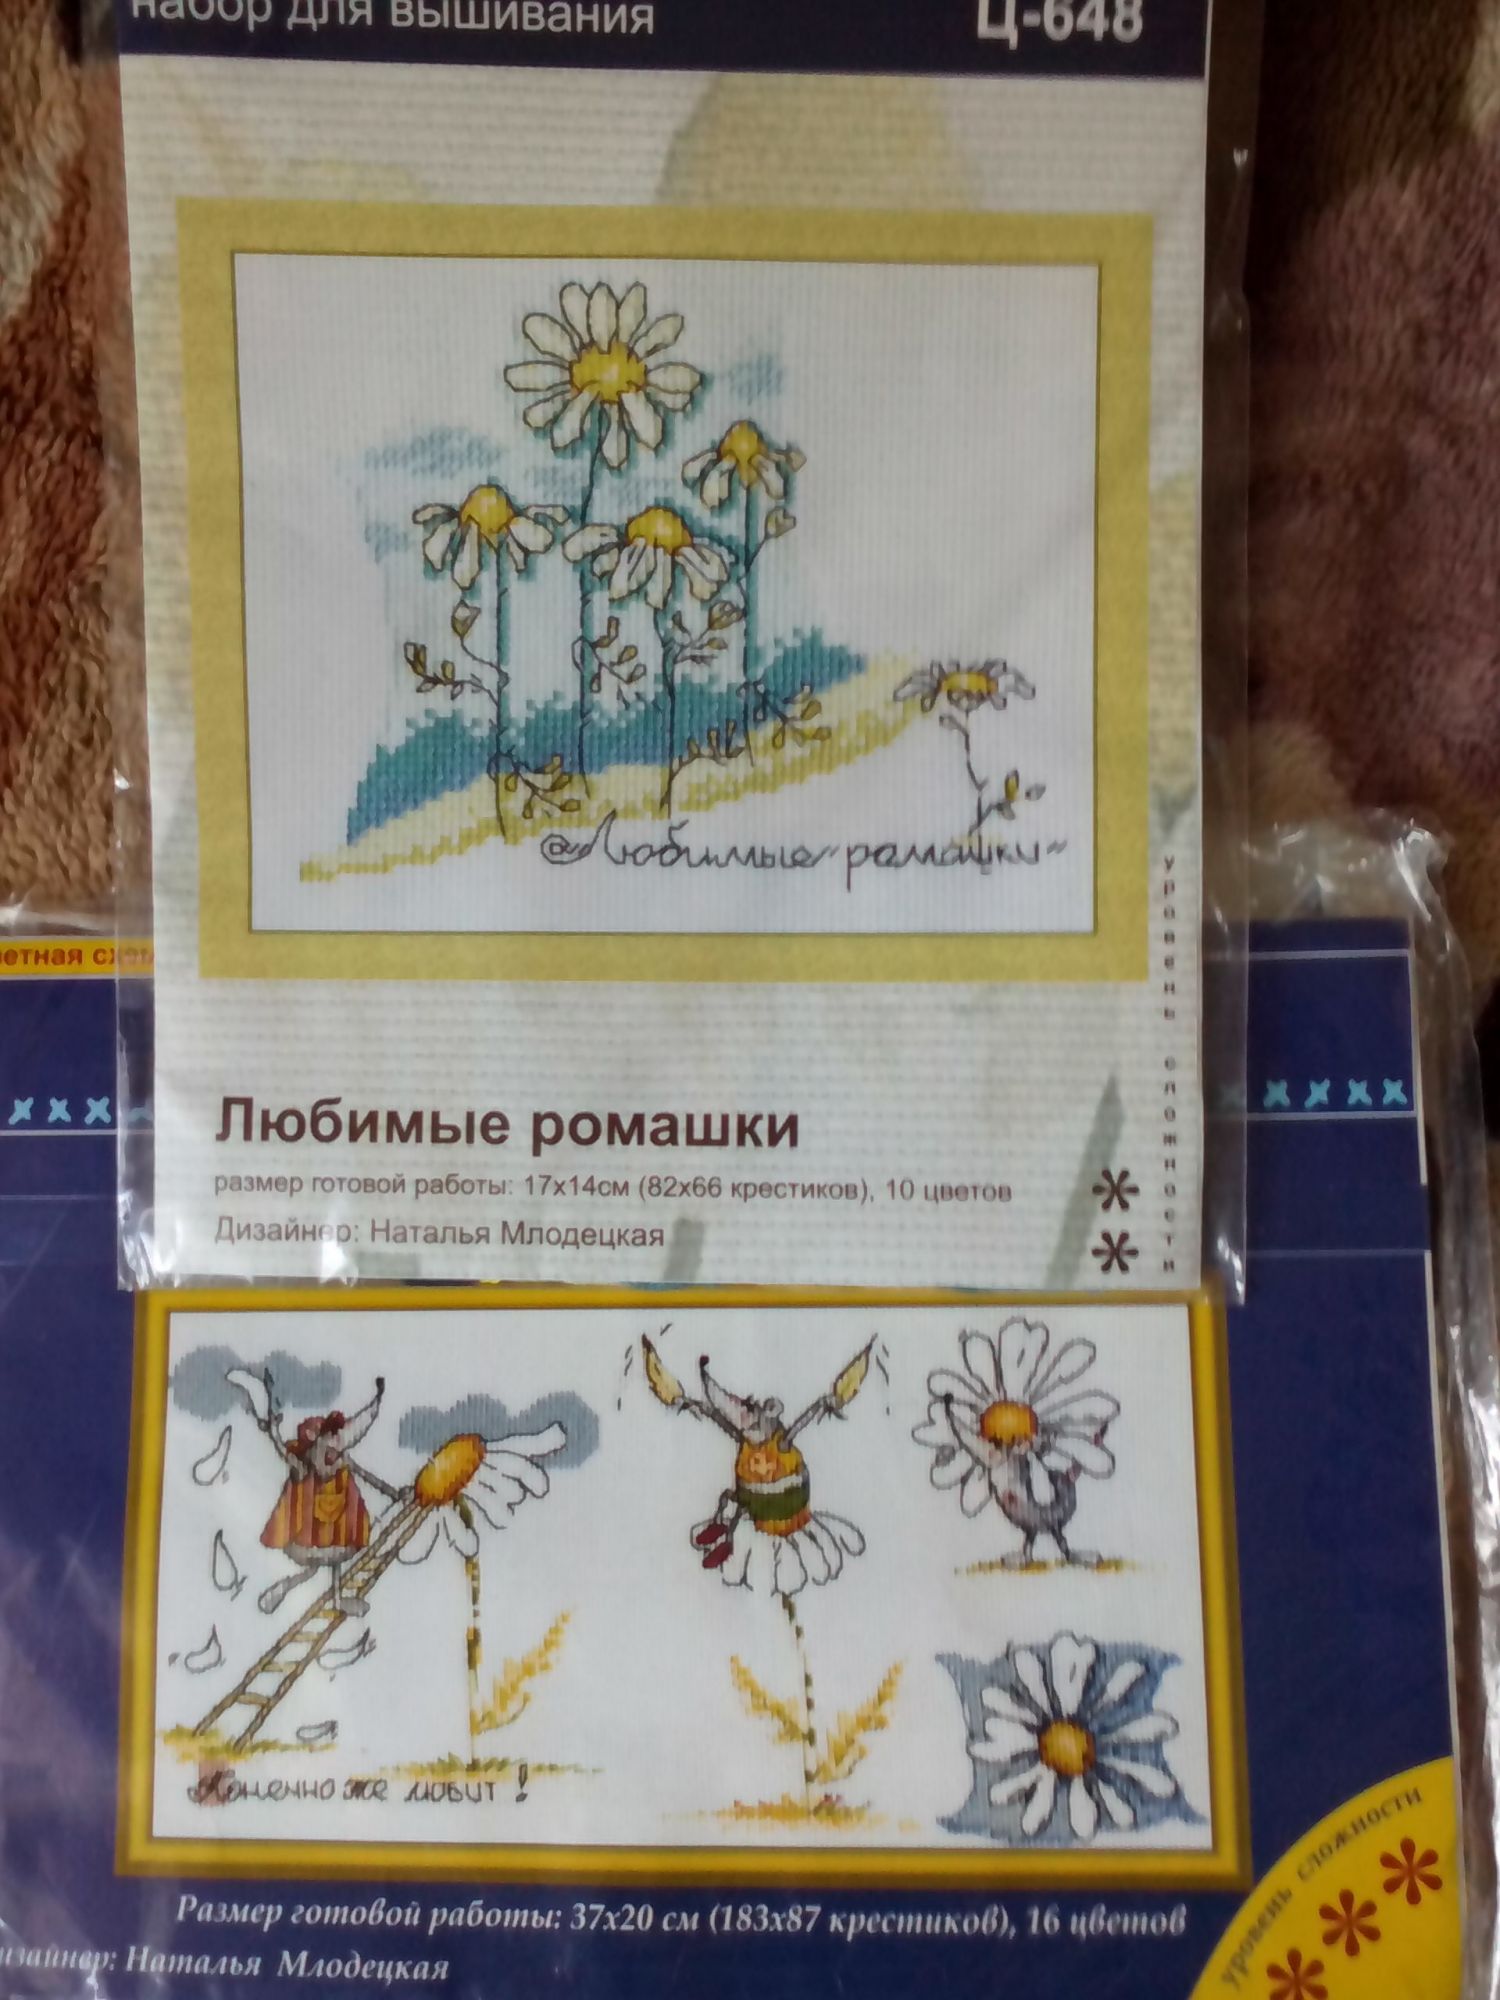 набор для вышивания
Ц-648
@Любимые ромашки
уровень сложности
Любимые ромашки
размер готовой работы: 17х14см (82х66 крестиков), 10 цветов
Дизайнер: Наталья Млодецкая
Конечно же любит!
Размер готовой работы: 37х20 см (183х87 крестиков), 16 цветов
Наталья Млодецкая
уровень сложности